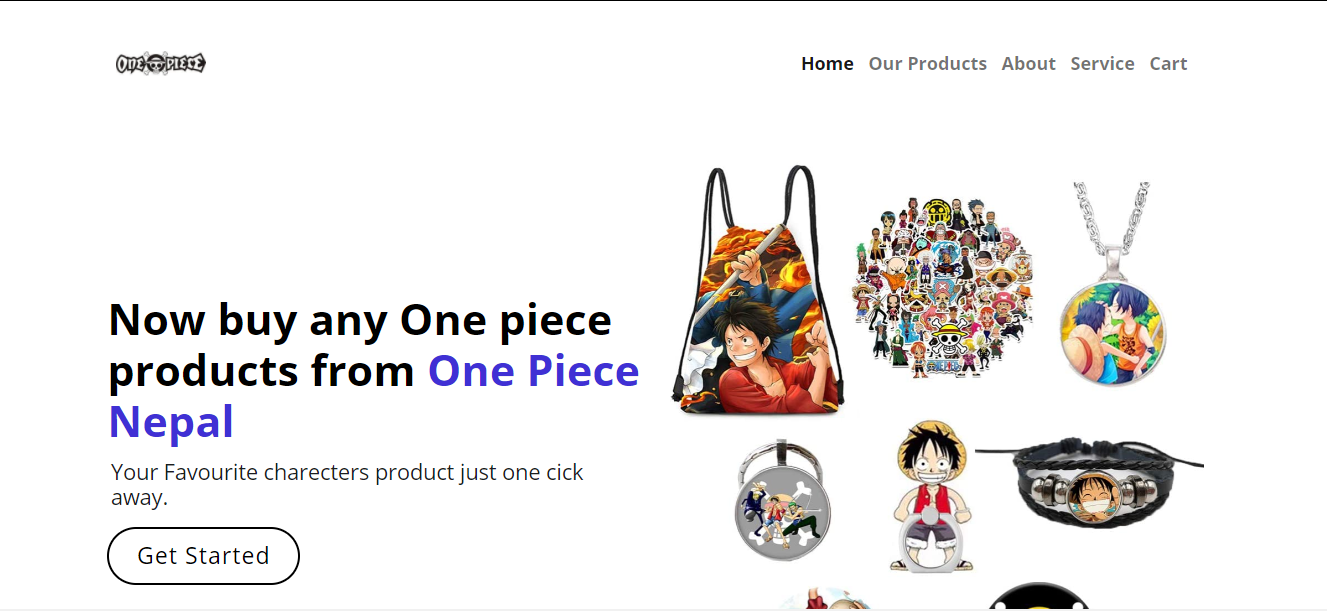 ONE PIECE
Home Our Products About Service Cart
Now buy any One piece
products from One Piece
Nepal
Your Favourite charecters product just one cick
away.
Get Started